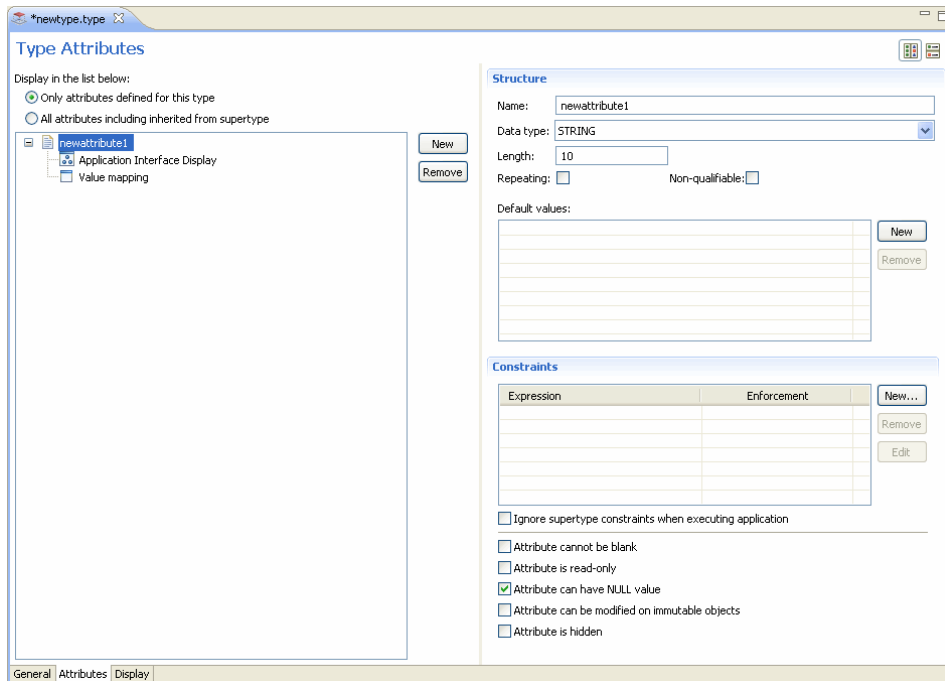 *newtype.type
Type Attributes
Display in the list below:
Only attributes defined for this type
All attributes including inherited from supertype
newattribute1
Application Interface Display
Value mapping
New
Remove
Structure
Name: newattribute1
Data type: STRING
Length: 10
Repeating: Non-qualifiable:
Default values:
New
Remove
Constraints
Expression Enforcement
New...
Remove
Edit
Ignore supertype constraints when executing application
Attribute cannot be blank
Attribute is read-only
Attribute can have NULL value
Attribute can be modified on immutable objects
Attribute is hidden
General Attributes Display